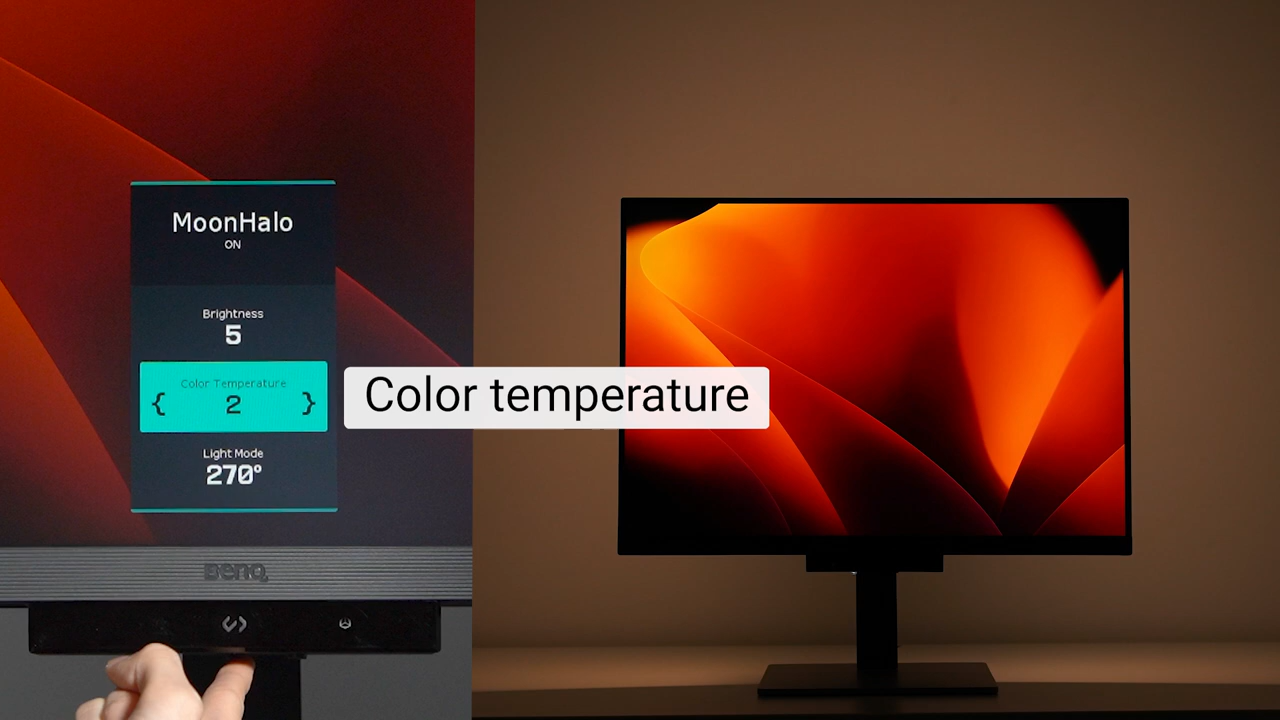 MoonHalo
ON
Brightness
5
Color Temperature
{ 2 }
Light Mode
270°
Color temperature
BenQ